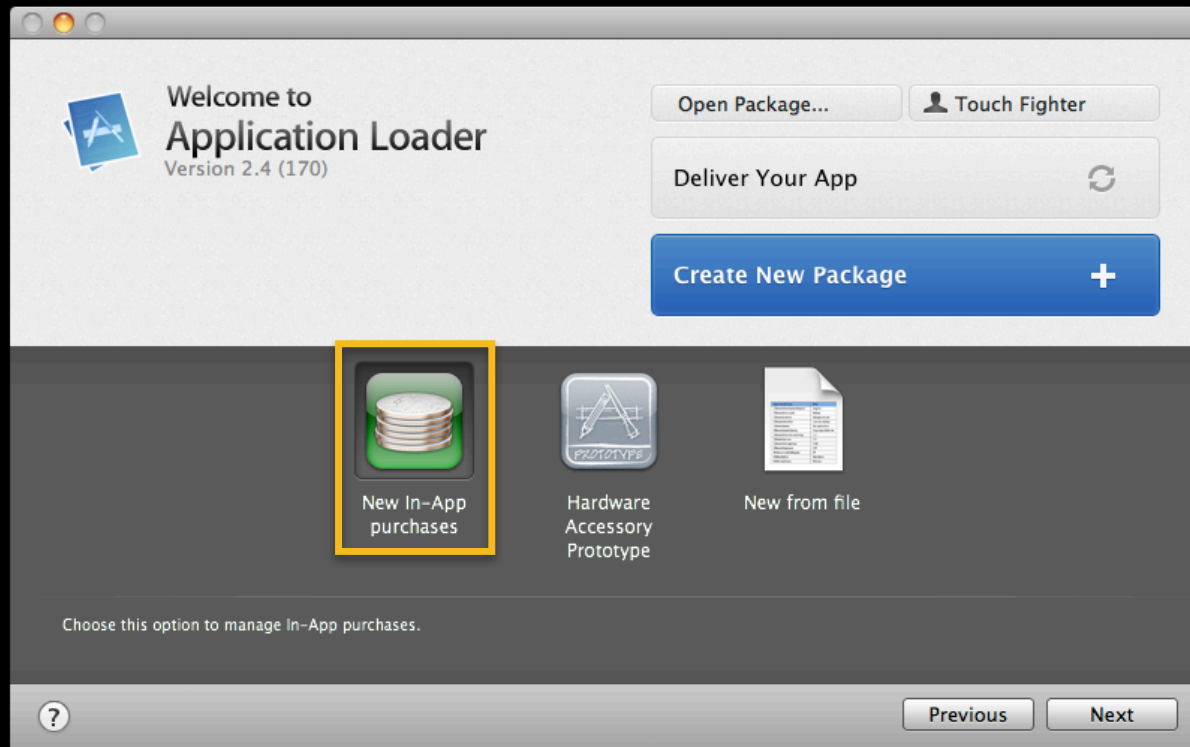 Welcome to
Application Loader
Version 2.4 (170)
Open Package...
Touch Fighter
Deliver Your App
Create New Package
New In-App
purchases
PROTOTYPE
Hardware
Accessory
Prototype
New from file
Choose this option to manage In-App purchases.
?
Previous
Next